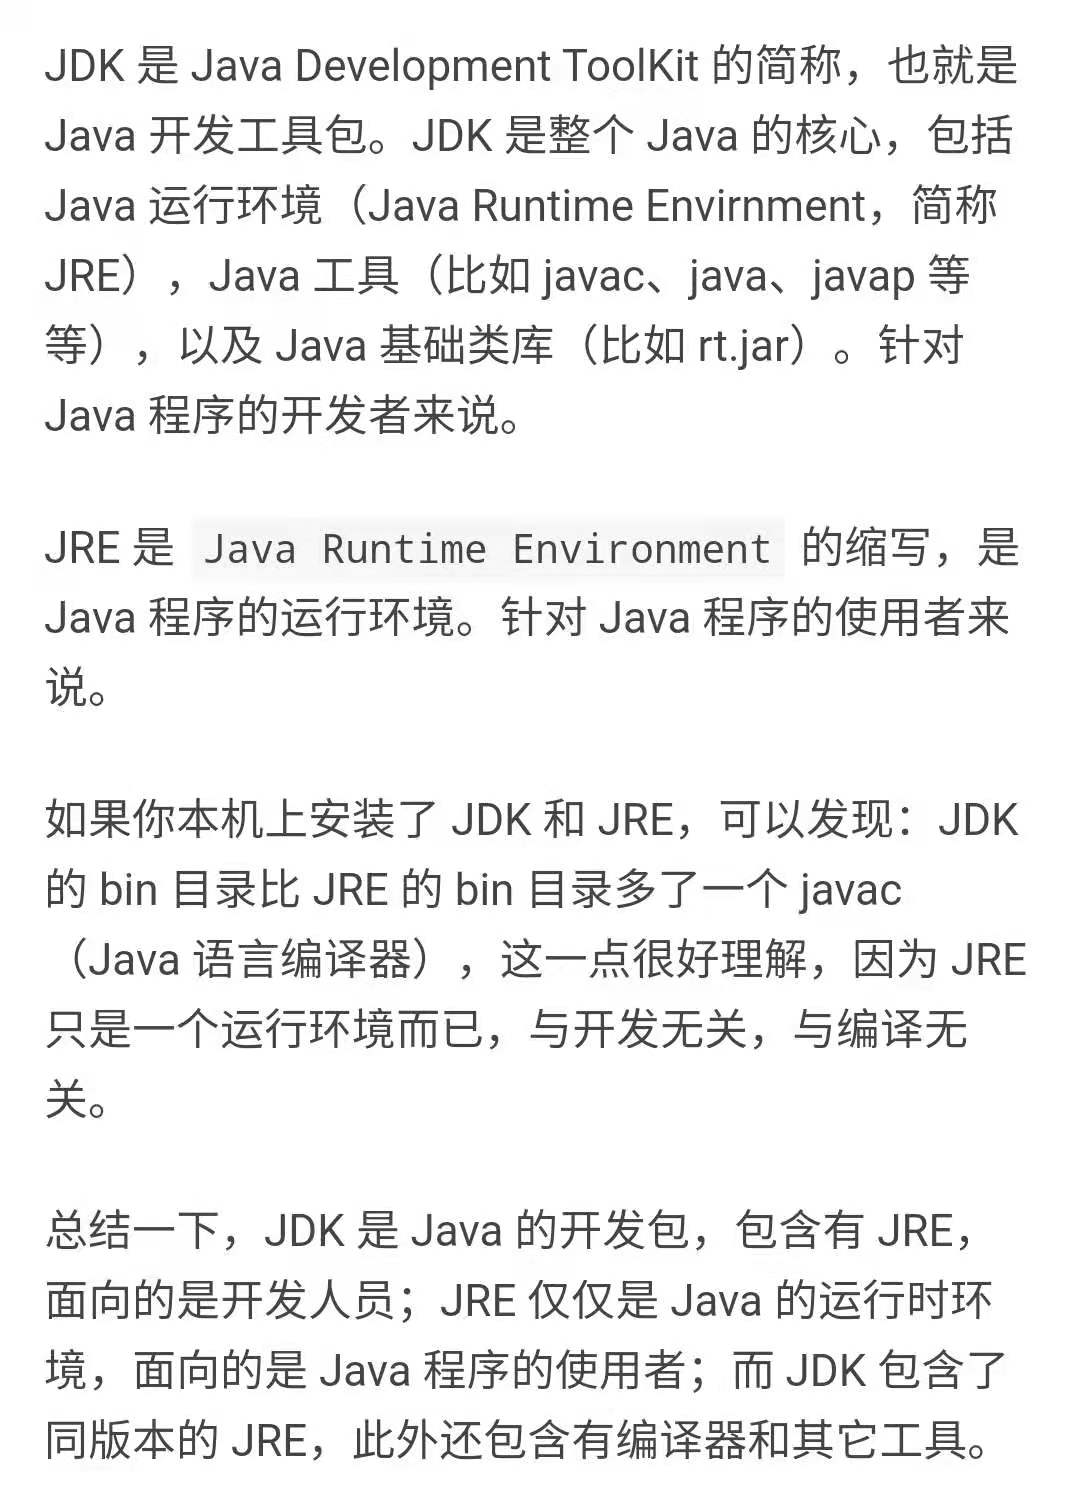 JDK 是 Java Development ToolKit 的简称，也就是
Java 开发工具包。JDK 是整个 Java 的核心，包括
Java 运行环境（Java Runtime Envirnment，简称
JRE），Java 工具（比如 javac、java、javap 等
等），以及 Java 基础类库（比如 rt.jar）。针对
Java 程序的开发者来说。
JRE 是 Java Runtime Environment 的缩写，是
Java 程序的运行环境。针对 Java 程序的使用者来
说。
如果你本机上安装了 JDK 和 JRE，可以发现：JDK
的 bin 目录比 JRE 的 bin 目录多了一个 javac
（Java 语言编译器），这一点很好理解，因为 JRE
只是一个运行环境而已，与开发无关，与编译无
关。
总结一下，JDK 是 Java 的开发包，包含有 JRE，
面向的是开发人员；JRE 仅仅是 Java 的运行时环
境，面向的是 Java 程序的使用者；而 JDK 包含了
同版本的 JRE，此外还包含有编译器和其它工具。